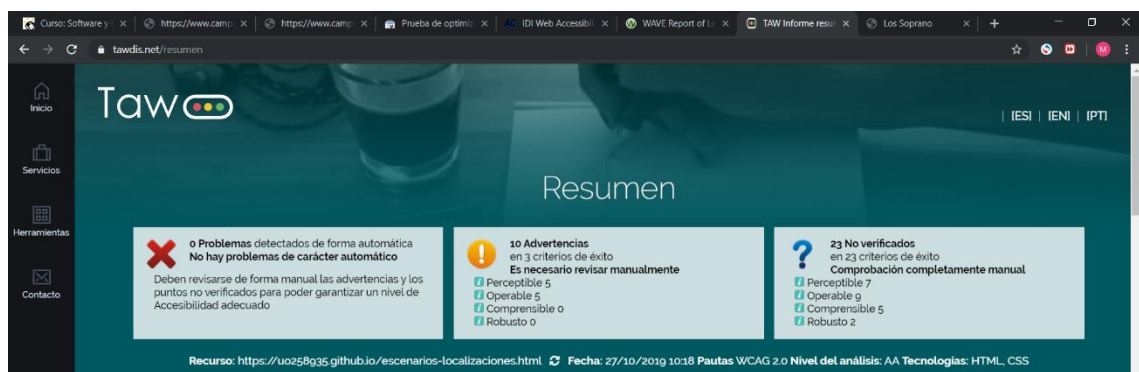 Curso: Software y
https://www.camp
https://www.camp
Prueba de optimiz
IDI Web Accessibil
WAVE Report of Lo
TAW Informe resur
Los Soprano
tawdis.net/resumen
Inicio
Servicios
Herramientas
Contacto
Taw
| [ES] | [EN] | [PT]
Resumen
0 Problemas detectados de forma automática
No hay problemas de carácter automático
Deben revisarse de forma manual las advertencias y los
puntos no verificados para poder garantizar un nivel de
Accesibilidad adecuado
10 Advertencias
en 3 criterios de éxito
Es necesario revisar manualmente
Perceptible 5
Operable 5
Comprensible 0
Robusto 0
23 No verificados
en 23 criterios de éxito
Comprobación completamente manual
Perceptible 7
Operable 9
Comprensible 5
Robusto 2
Recurso: https://uo258935.github.io/escenarios-localizaciones.html Fecha: 27/10/2019 10:18 Pautas WCAG 2.0 Nivel del análisis: AA Tecnologías: HTML, CSS